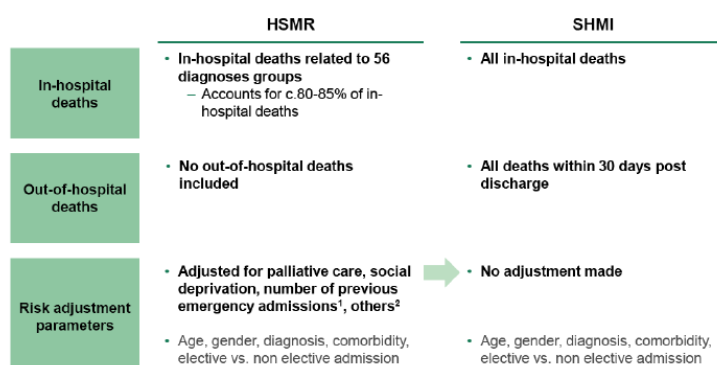 HSMR
SHMI
In-hospital
deaths
• In-hospital deaths related to 56
diagnoses groups
– Accounts for c.80-85% of in-
hospital deaths
• All in-hospital deaths
Out-of-hospital
deaths
• No out-of-hospital deaths
included
• All deaths within 30 days post
discharge
Risk adjustment
parameters
• Adjusted for palliative care, social
deprivation, number of previous
emergency admissions¹, others²
• No adjustment made
• Age, gender, diagnosis, comorbidity,
elective vs. non elective admission
• Age, gender, diagnosis, comorbidity,
elective vs. non elective admission